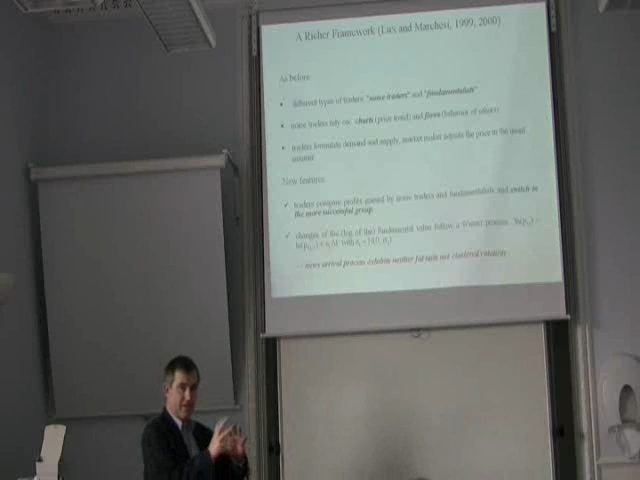 A Richer Framework (Lux and Marchesi, 1999, 2000)
As before:
• different types of traders: "noise traders" and "fundamentalists"
• noise traders rely on: charts (price trend) and flows (behavior of others)
• traders formulate demand and supply, market maker adjusts the price in the usual
manner
New features:
✓ traders compare profits gained by noise traders and fundamentalists and switch to
the more successful group
✓ changes of the (log of the) fundamental value follow a Wiener process:
news arrival process exhibits neither fat tails nor clustered volatility